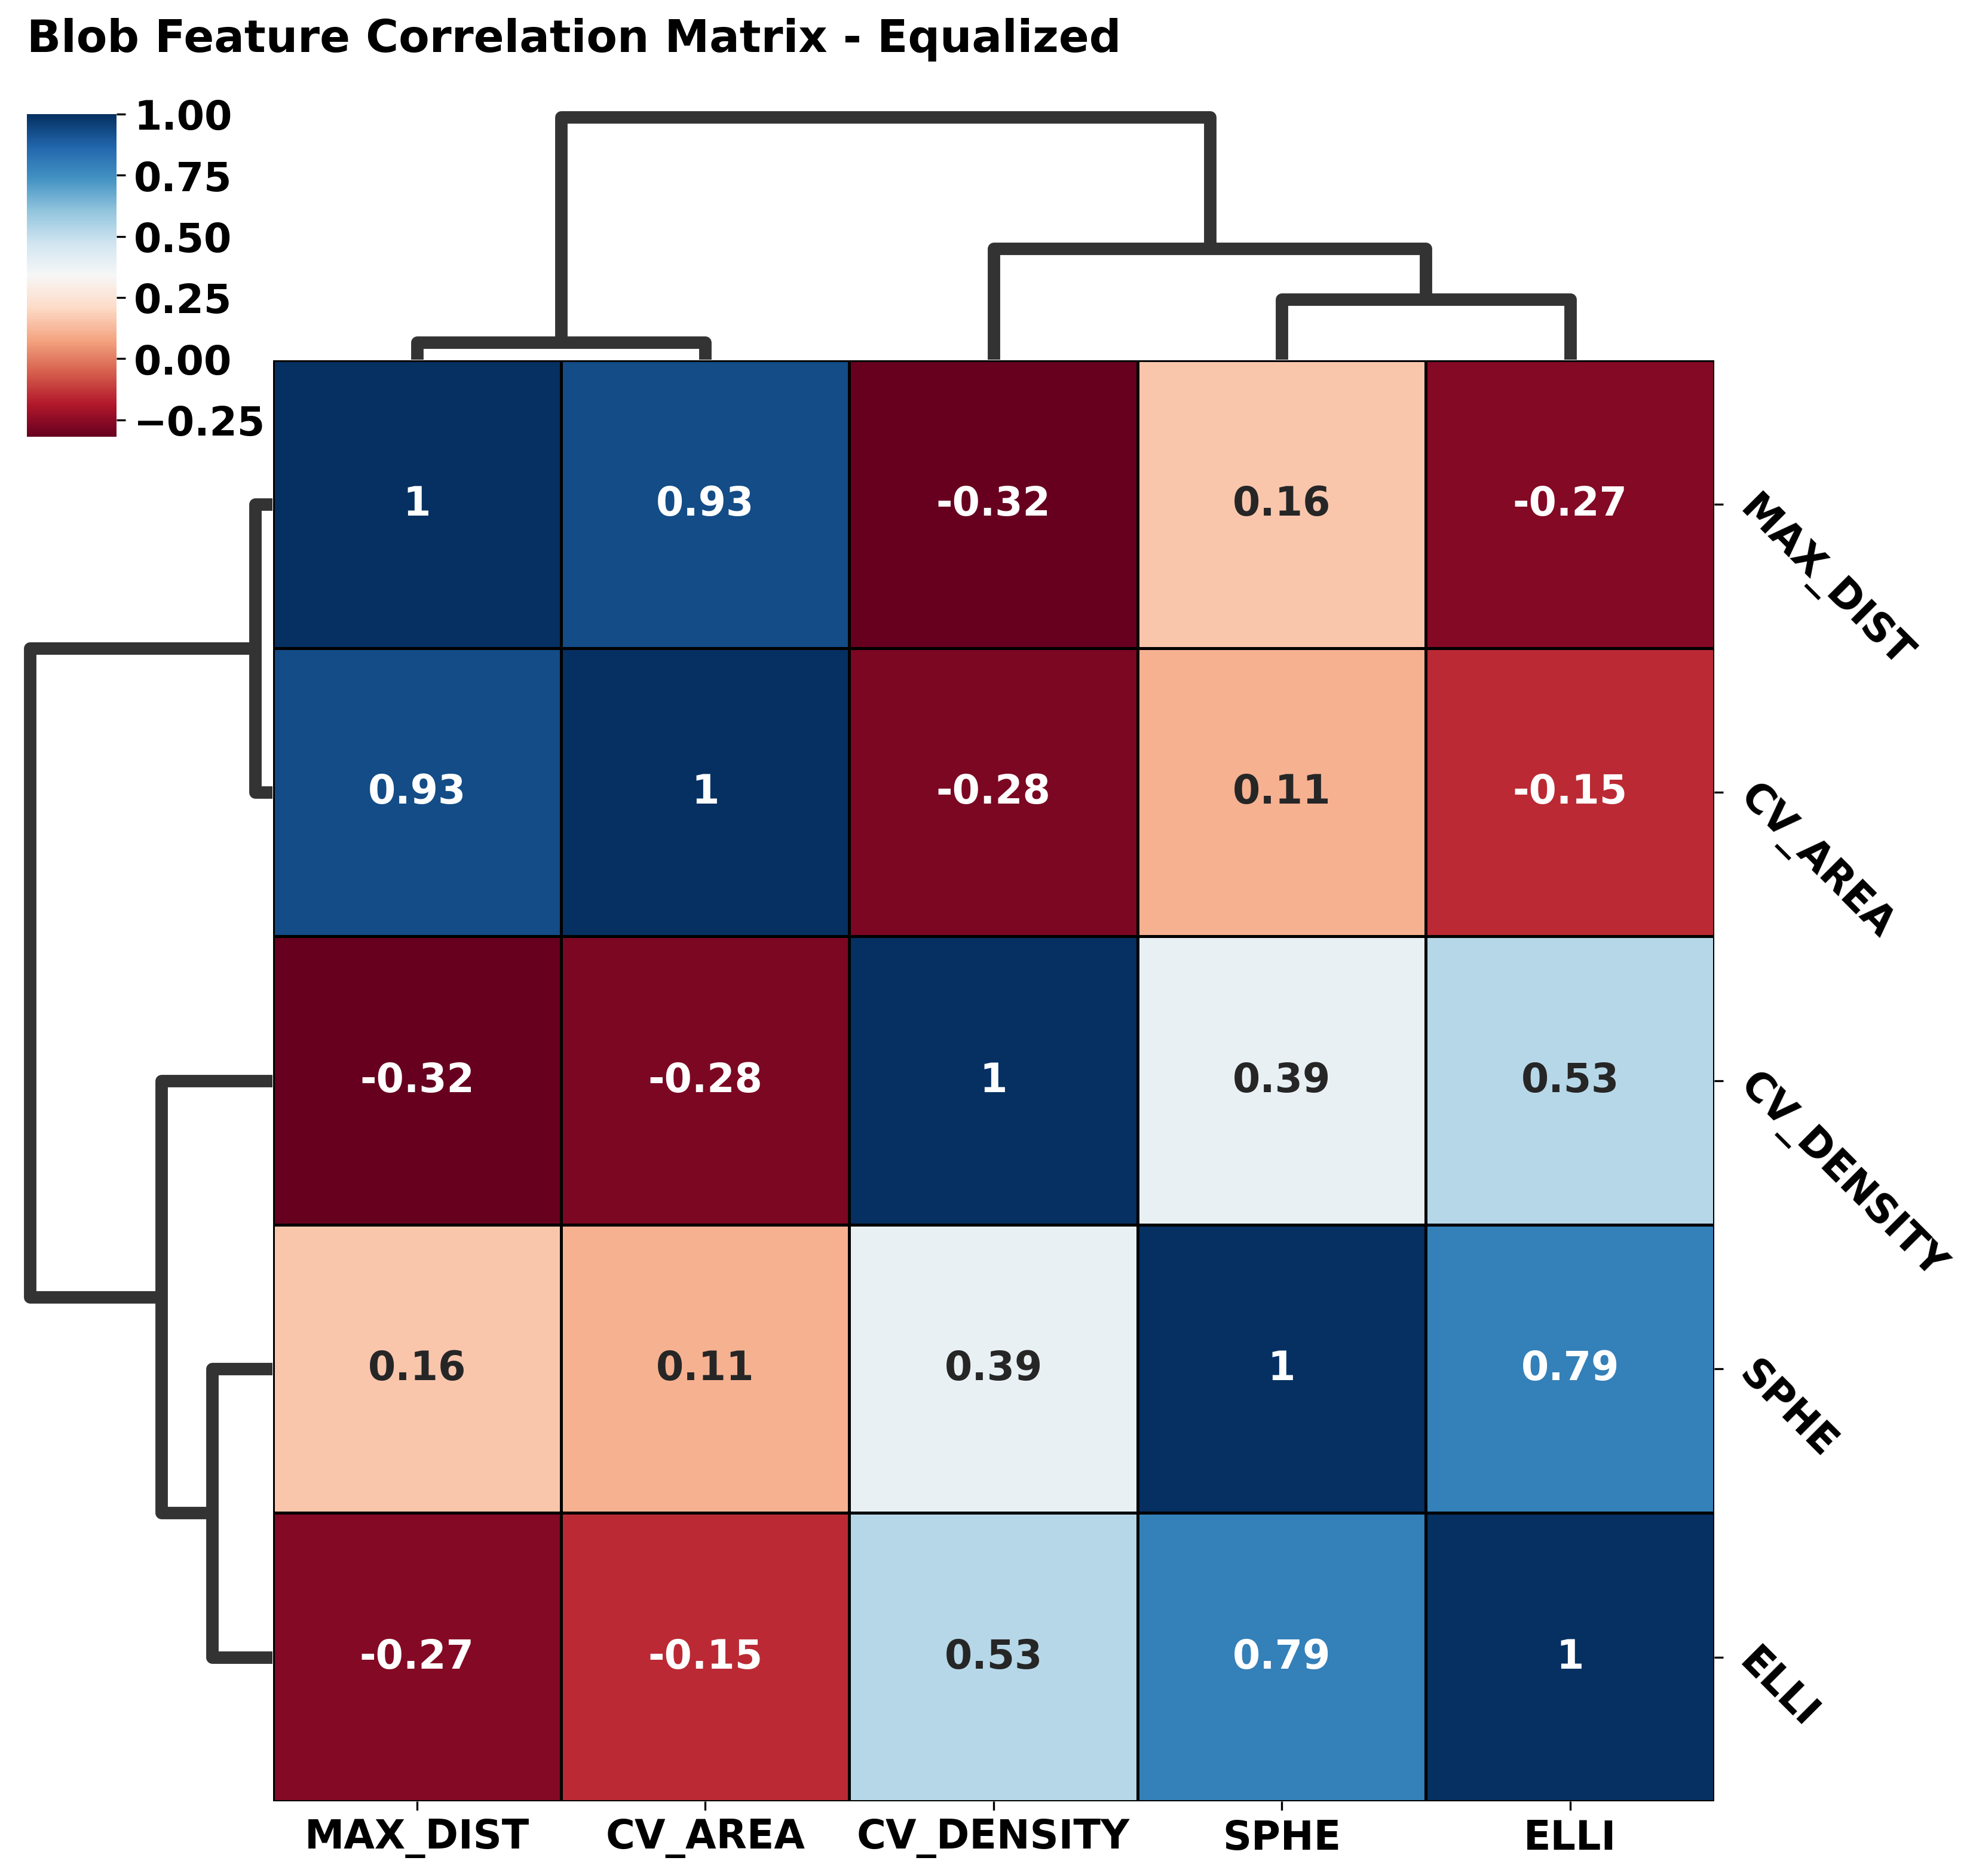 Blob Feature Correlation Matrix - Equalized
1.00
0.75
0.50
0.25
0.00
−0.25
1 0.93 -0.32 0.16 -0.27 MAX_DIST
0.93 1 -0.28 0.11 -0.15 CV_AREA
-0.32 -0.28 1 0.39 0.53 CV_DENSITY
0.16 0.11 0.39 1 0.79 SPHE
-0.27 -0.15 0.53 0.79 1 ELLI
MAX_DIST CV_AREA CV_DENSITY SPHE ELLI